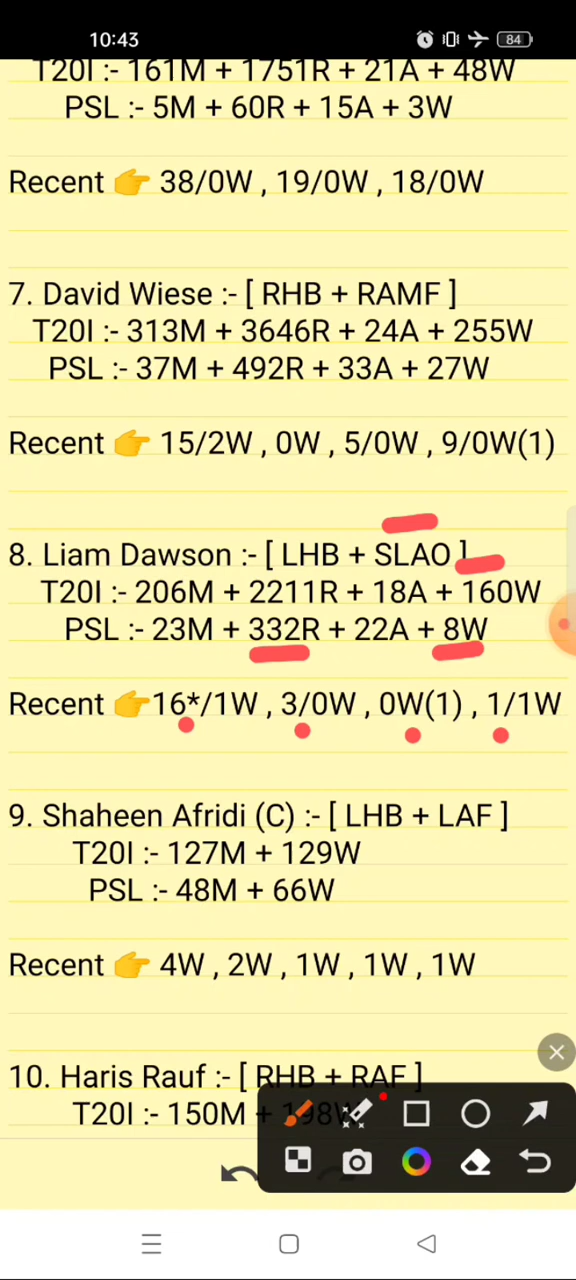 10:43
84
T20I :- 161M + 1751R + 21A + 48W
PSL :- 5M + 60R + 15A + 3W
Recent 👉 38/0W , 19/0W , 18/0W
7. David Wiese :- [ RHB + RAMF ]
T20I :- 313M + 3646R + 24A + 255W
PSL :- 37M + 492R + 33A + 27W
Recent 👉 15/2W , 0W , 5/0W , 9/0W(1)
8. Liam Dawson :- [ LHB + SLAO ]
T20I :- 206M + 2211R + 18A + 160W
PSL :- 23M + 332R + 22A + 8W
Recent 👉16*/1W , 3/0W , 0W(1) , 1/1W
9. Shaheen Afridi (C) :- [ LHB + LAF ]
T20I :- 127M + 129W
PSL :- 48M + 66W
Recent 👉 4W , 2W , 1W , 1W , 1W
10. Haris Rauf :- [ RHB + RAF ]
T20I :- 150M + 198W